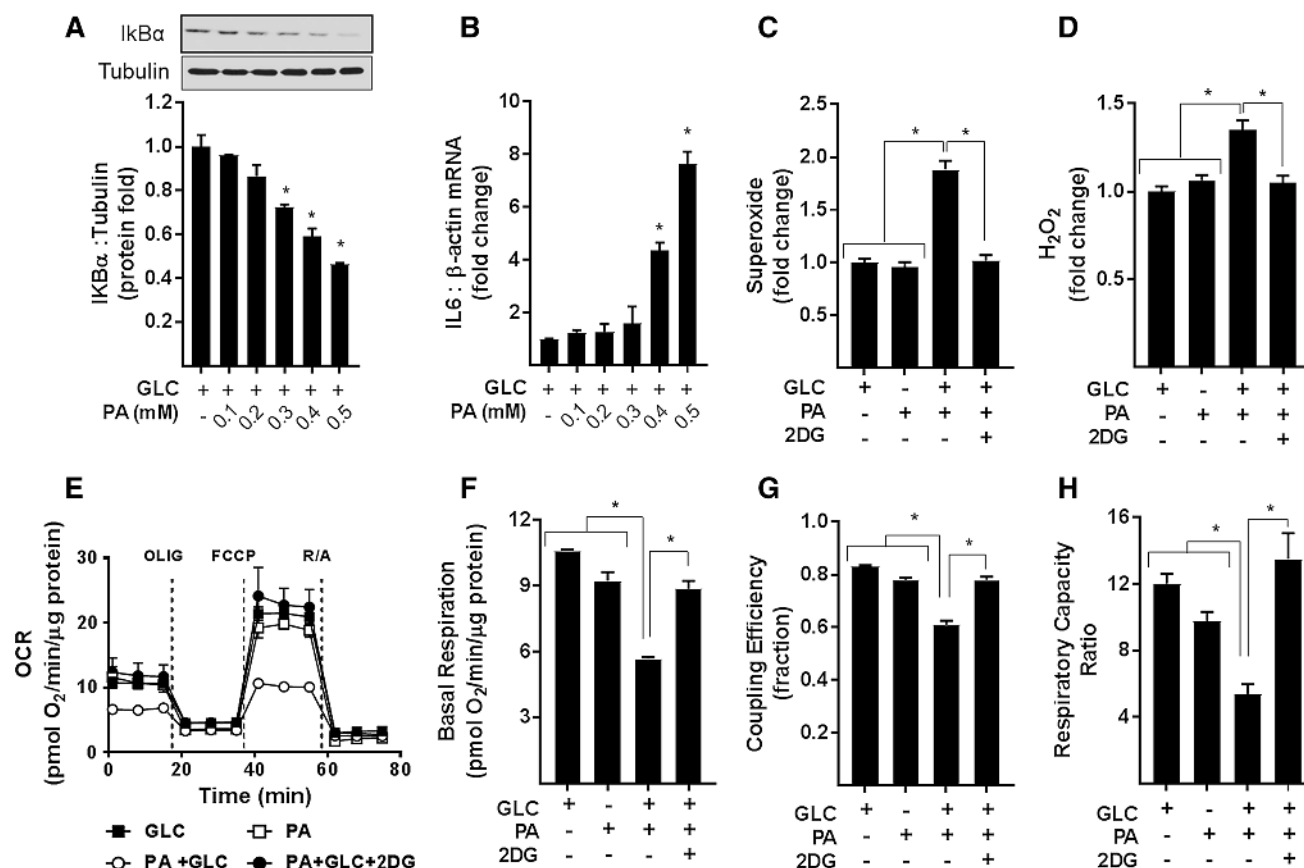 A
IkBα
Tubulin
IKBα : Tubulin
(protein fold)
1.2
1.0
0.8
0.6
0.4
0.2
* * *
GLC + + + + + +
PA (mM) - 0.1 0.2 0.3 0.4 0.5
B
IL6 : β-actin mRNA
(fold change)
10
8
6
4
2
* *
GLC + + + + + +
PA (mM) - 0.1 0.2 0.3 0.4 0.5
C
Superoxide
(fold change)
2.5
2.0
1.5
1.0
0.5
* *
GLC + - + +
PA - + + +
2DG - - - +
D
H2O2
(fold change)
1.5
1.0
0.5
* *
GLC + - + +
PA - + + +
2DG - - - +
E
OCR
(pmol O2/min/µg protein)
OLIG FCCP R/A
30
20
10
0
0 20 40 60 80
Time (min)
GLC PA
PA +GLC PA+GLC+2DG
F
Basal Respiration
(pmol O2/min/µg protein)
12
9
6
3
* *
GLC + - + +
PA - + + +
2DG - - - +
G
Coupling Efficiency
(fraction)
1.0
0.8
0.6
0.4
0.2
* *
GLC + - + +
PA - + + +
2DG - - - +
H
Respiratory Capacity
Ratio
16
12
8
4
* *
GLC + - + +
PA - + + +
2DG - - - +